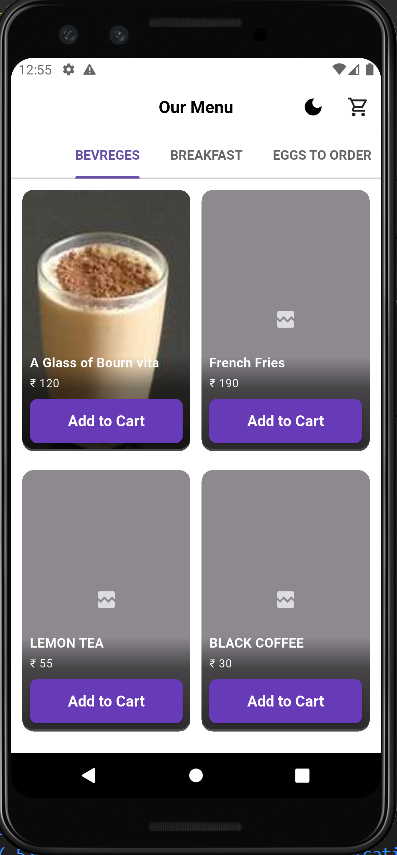 12:55
Our Menu
BEVREGES BREAKFAST EGGS TO ORDER
A Glass of Bourn vita
₹ 120
Add to Cart
French Fries
₹ 190
Add to Cart
LEMON TEA
₹ 55
Add to Cart
BLACK COFFEE
₹ 30
Add to Cart